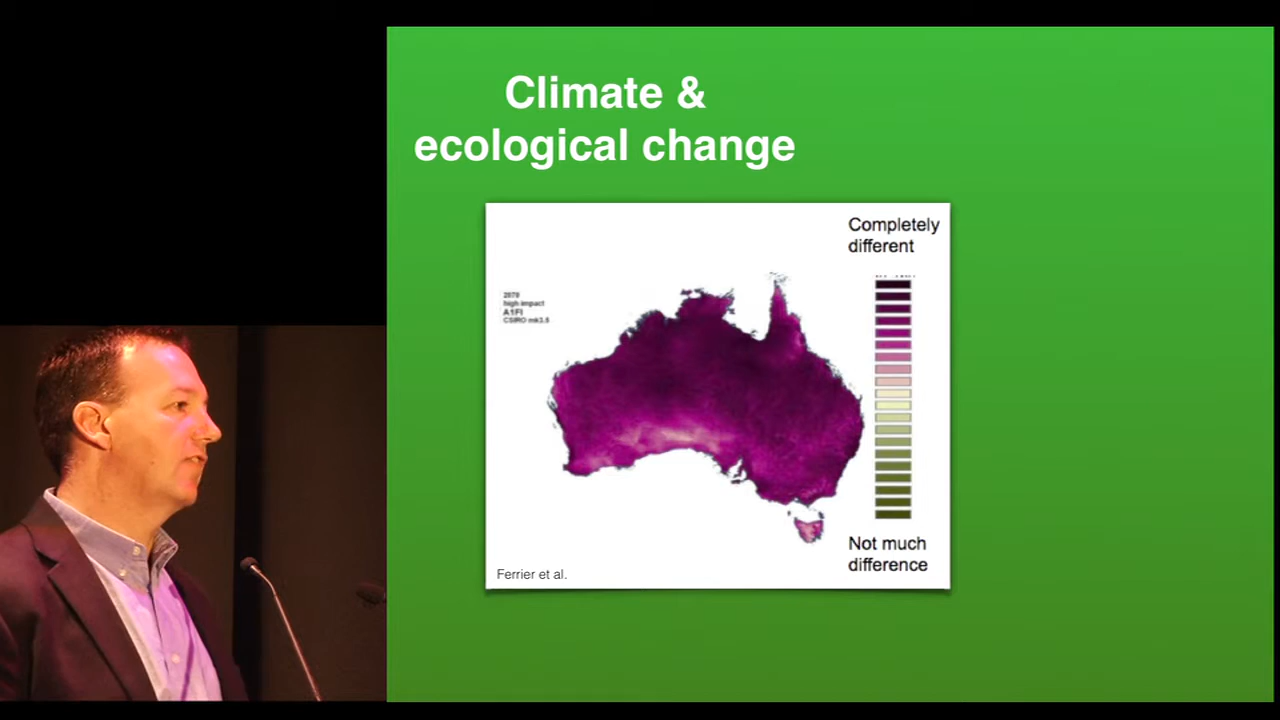 Climate &
ecological change
Completely
different
2070
high impact
A1FI
CSIRO mk3.5
Not much
difference
Ferrier et al.